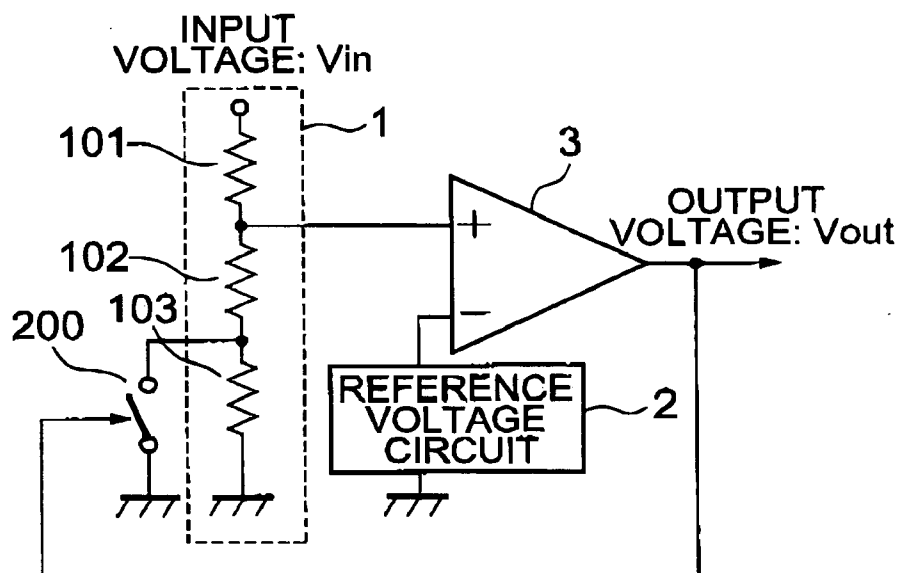 INPUT
VOLTAGE: Vin
101
1
3
OUTPUT
VOLTAGE: Vout
+
102
−
103
200
REFERENCE
VOLTAGE
CIRCUIT
2